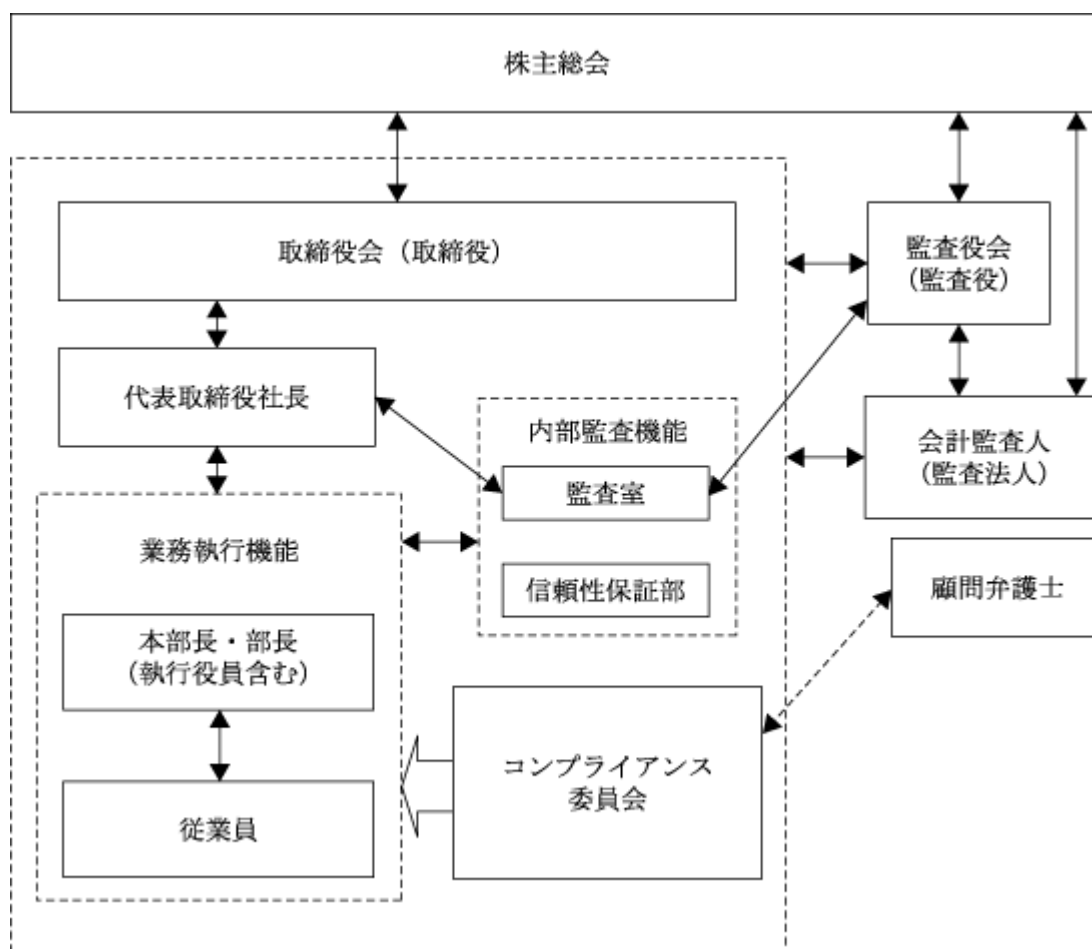 株主総会
取締役会(取締役)
監査役会
(監査役)
代表取締役社長
内部監査機能
会計監査人
(監査法人)
監査室
業務執行機能
信頼性保証部
顧問弁護士
本部長・部長
(執行役員含む)
コンプライアンス
委員会
従業員